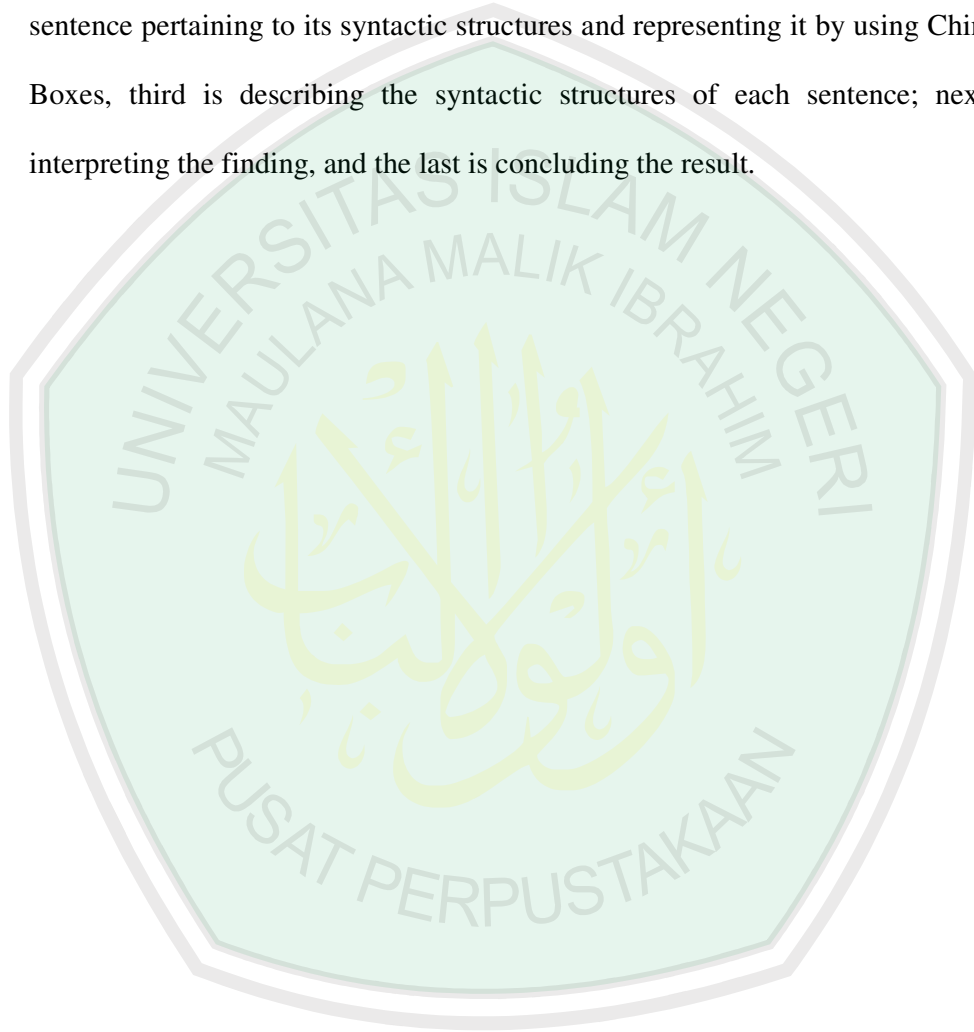 sentence pertaining to its syntactic structures and representing it by using
Boxes, third is describing the syntactic structures of each sentence;
interpreting the finding, and the last is concluding the result.
UNIVERSITAS ISLAM NEGERI
MAULANA MALIK IBRAHIM
أولو الألباب
PUSAT PERPUSTAKAAN